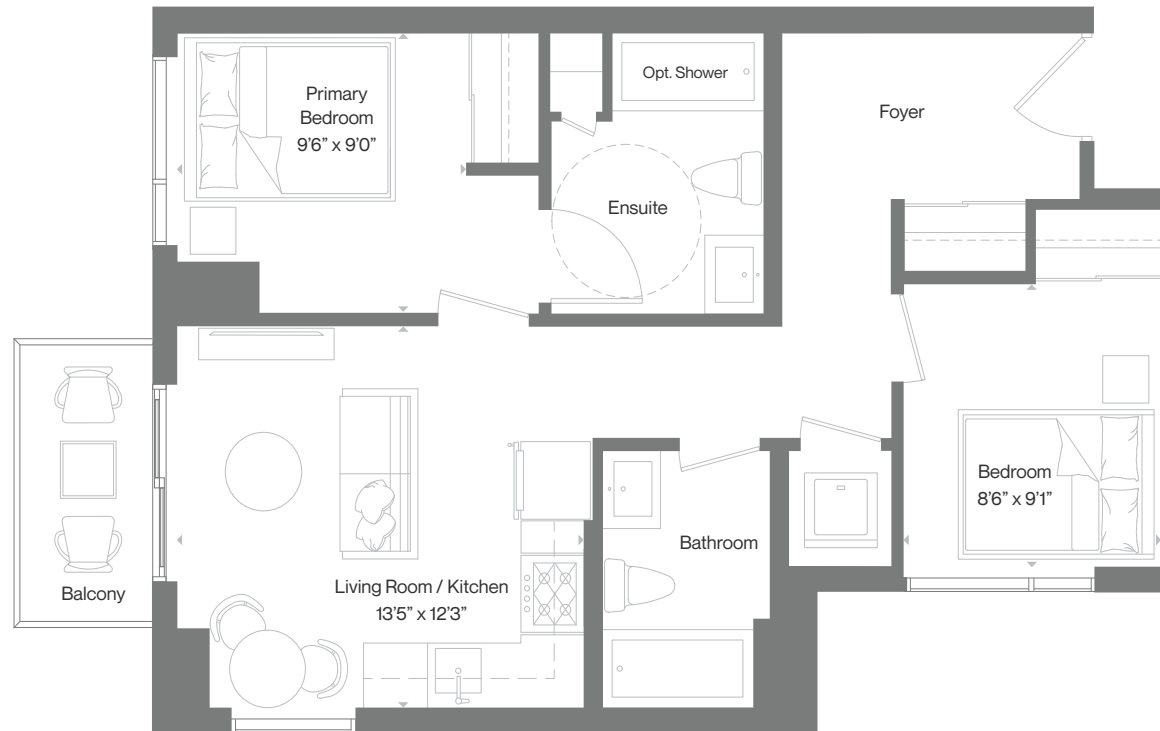 Opt. Shower
Primary
Bedroom
9’6” x 9’0”
Foyer
Ensuite
Bedroom
8’6” x 9’1”
Bathroom
Living Room / Kitchen
13’5” x 12’3”
Balcony